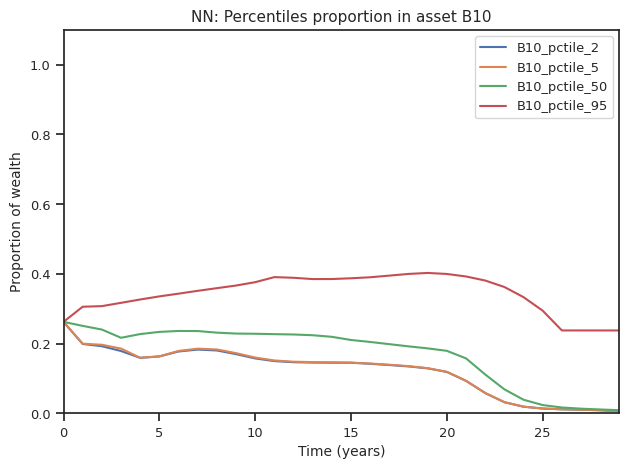 NN: Percentiles proportion in asset B10
B10_pctile_2
B10_pctile_5
B10_pctile_50
B10_pctile_95
Proportion of wealth
1.0
0.8
0.6
0.4
0.2
0.0
0 5 10 15 20 25
Time (years)